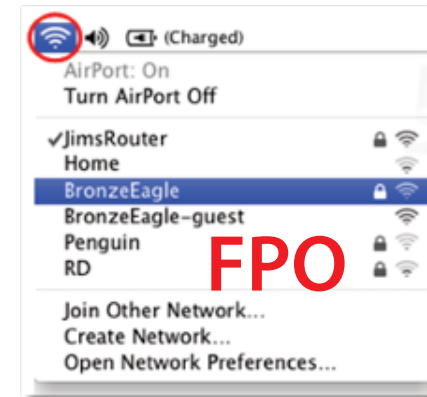 (Charged)
AirPort: On
Turn AirPort Off
✓JimsRouter
Home
BronzeEagle
BronzeEagle-guest
Penguin
RD
FPO
Join Other Network...
Create Network...
Open Network Preferences...